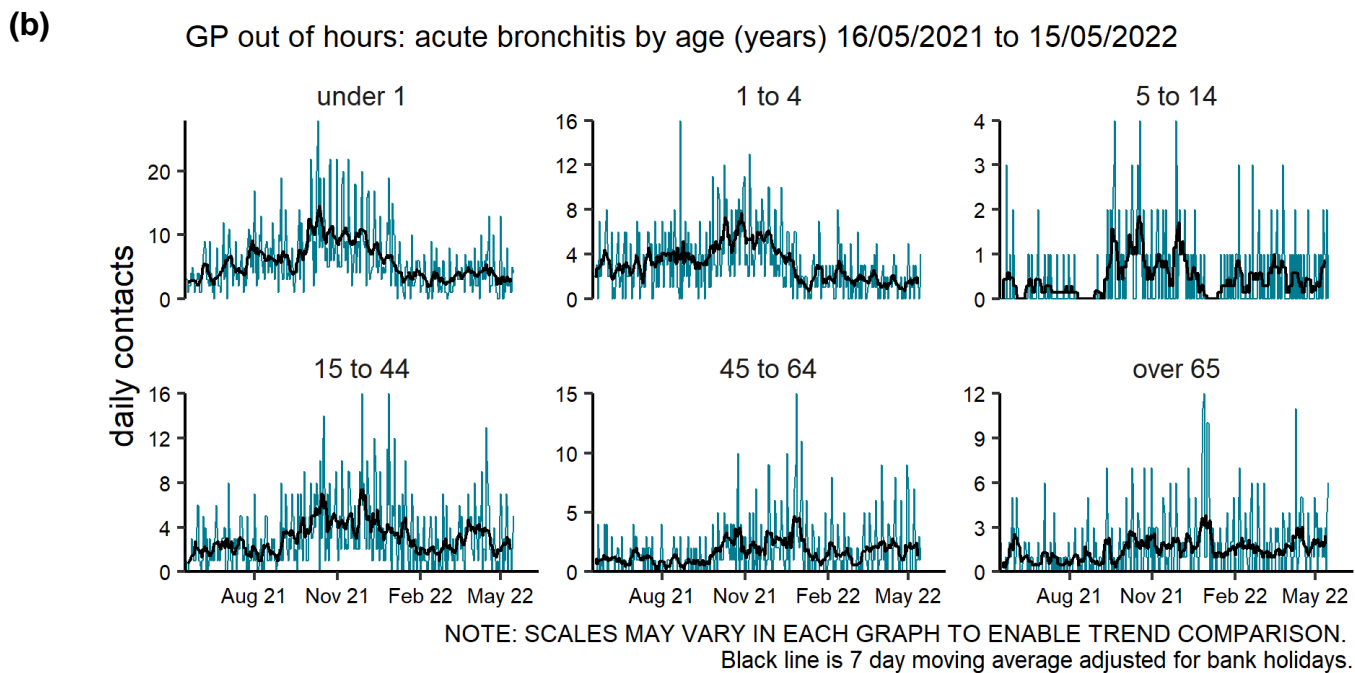 (b)
GP out of hours: acute bronchitis by age (years) 16/05/2021 to 15/05/2022
daily contacts
under 1
20
10
0
1 to 4
16
12
8
4
0
5 to 14
4
3
2
1
0
15 to 44
16
12
8
4
0
Aug 21 Nov 21 Feb 22 May 22
45 to 64
15
10
5
0
Aug 21 Nov 21 Feb 22 May 22
over 65
12
9
6
3
0
Aug 21 Nov 21 Feb 22 May 22
NOTE: SCALES MAY VARY IN EACH GRAPH TO ENABLE TREND COMPARISON.
Black line is 7 day moving average adjusted for bank holidays.